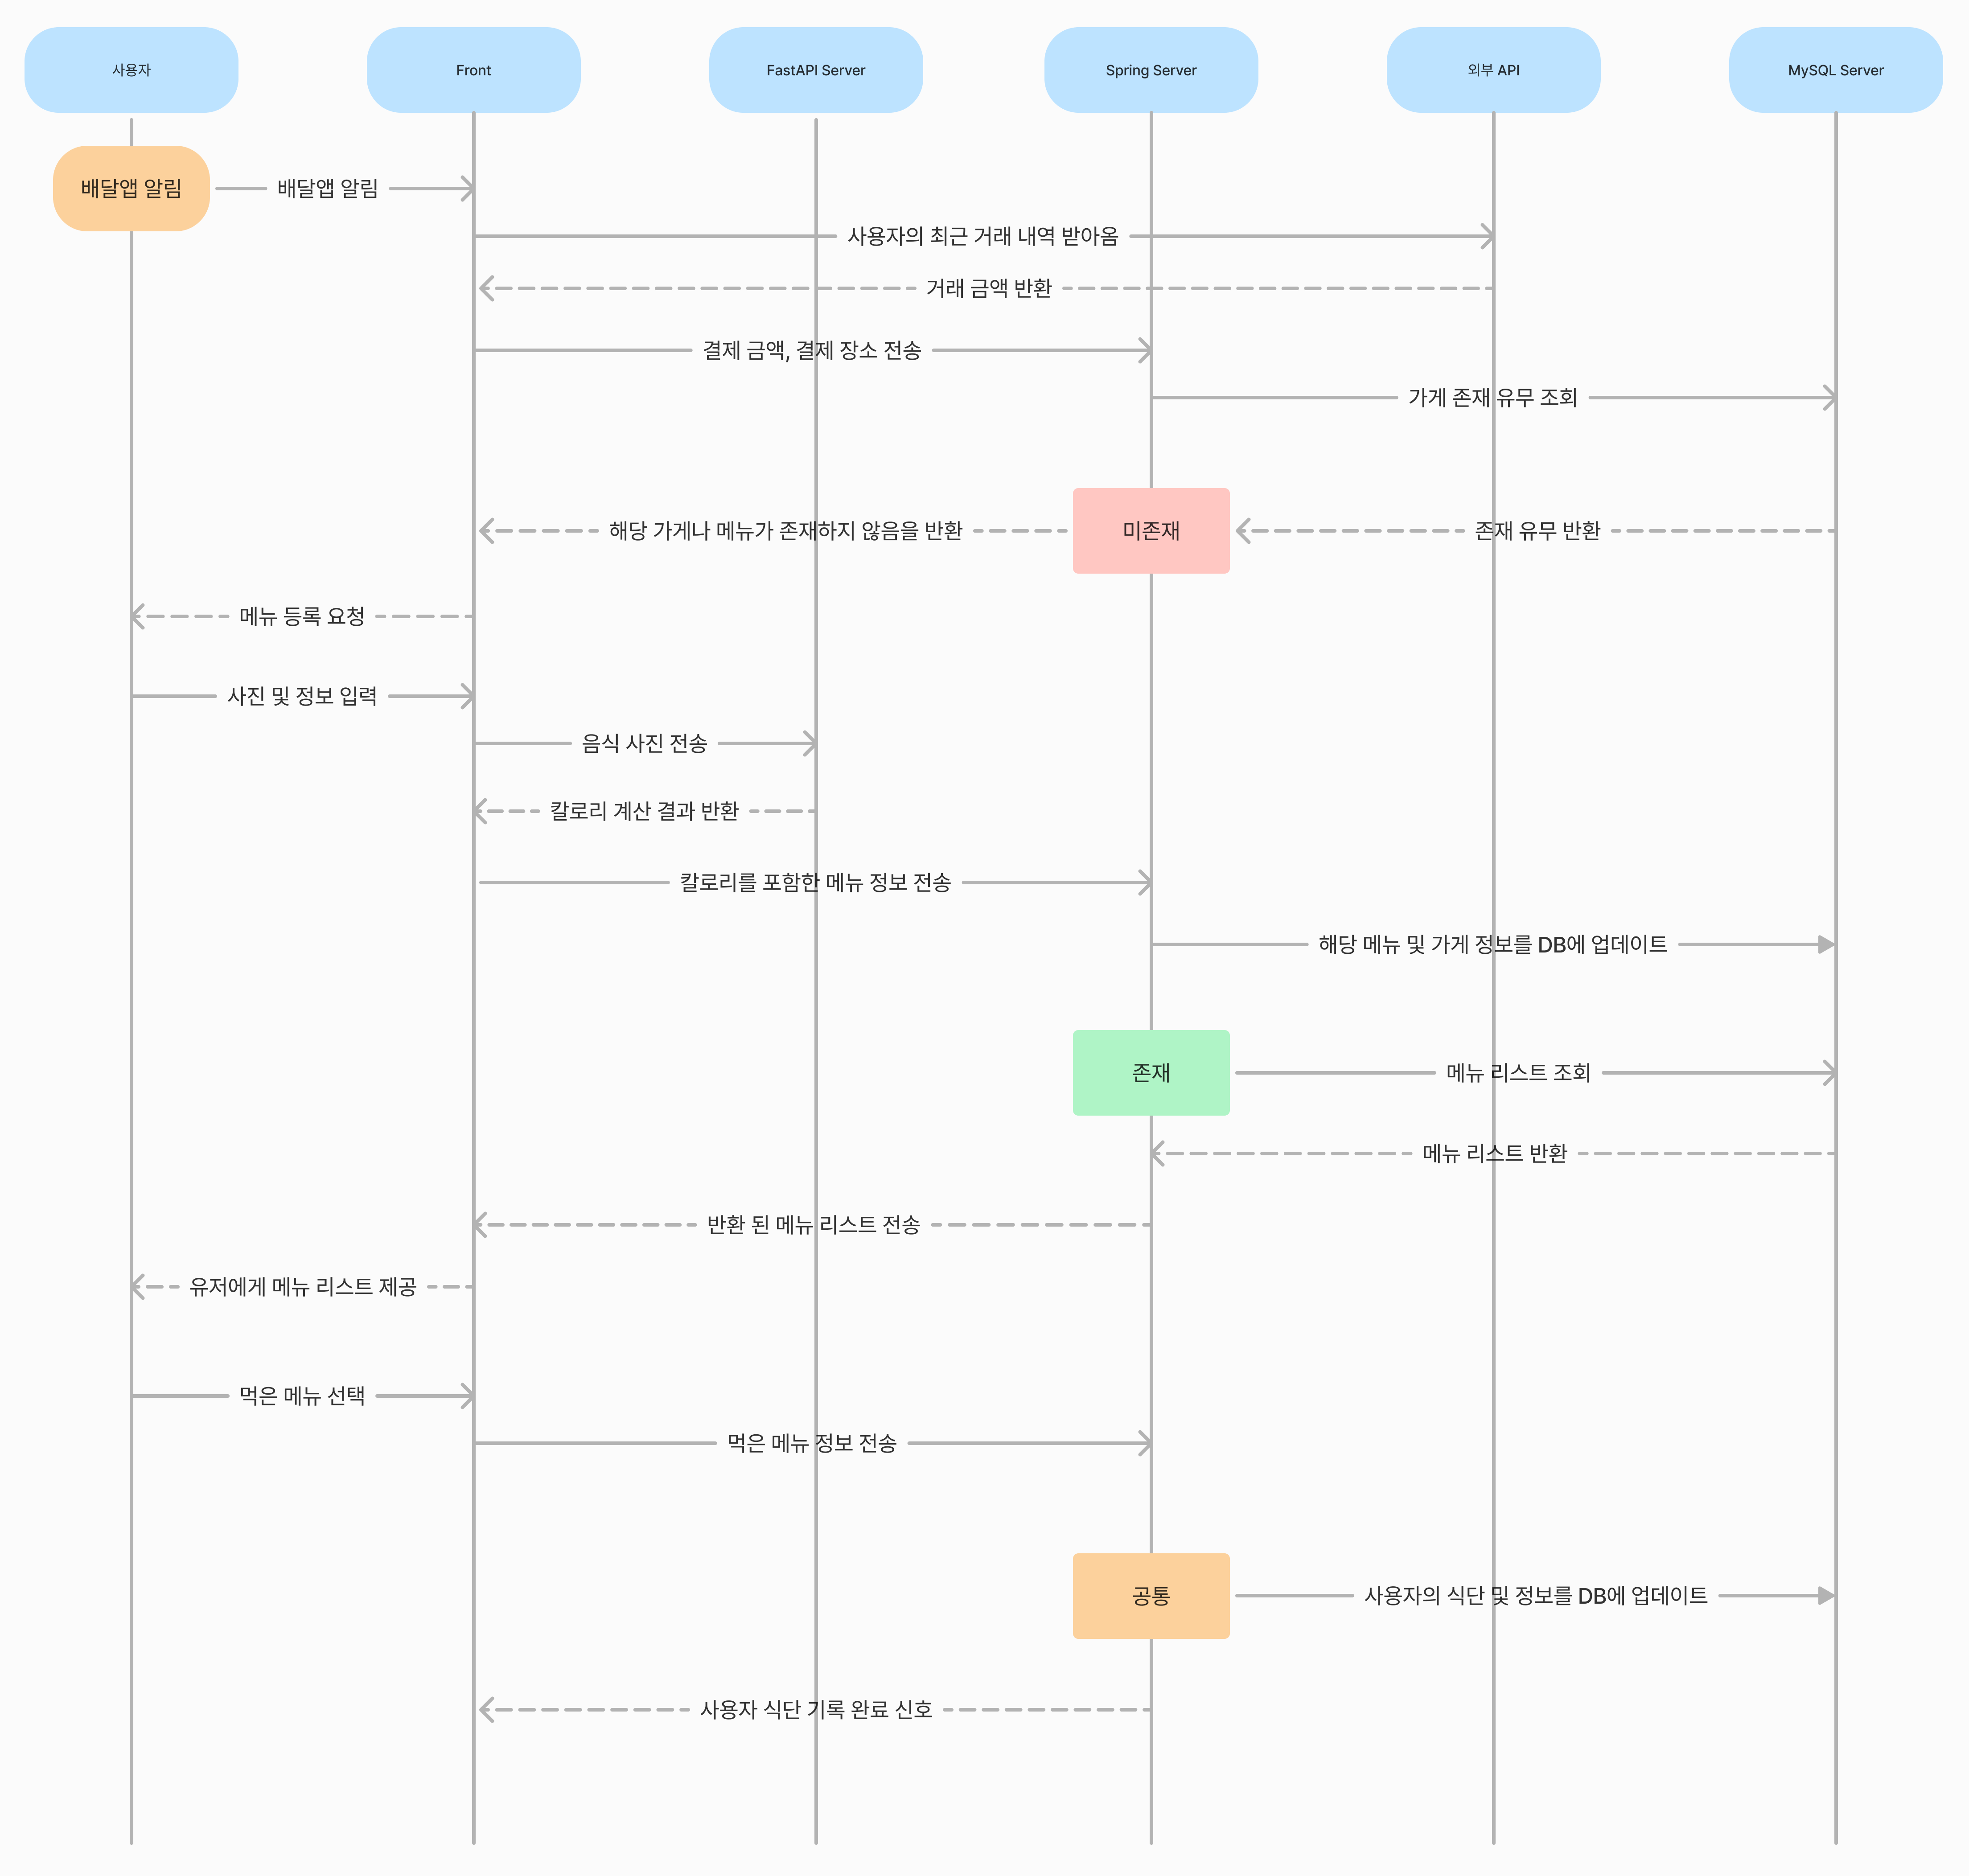 사용자
Front
FastAPI Server
Spring Server
외부 API
MySQL Server
배달앱 알림
배달앱 알림
사용자의 최근 거래 내역 받아옴
거래 금액 반환
결제 금액, 결제 장소 전송
가게 존재 유무 조회
해당 가게나 메뉴가 존재하지 않음을 반환
미존재
존재 유무 반환
메뉴 등록 요청
사진 및 정보 입력
음식 사진 전송
칼로리 계산 결과 반환
칼로리를 포함한 메뉴 정보 전송
해당 메뉴 및 가게 정보를 DB에 업데이트
존재
메뉴 리스트 조회
메뉴 리스트 반환
반환 된 메뉴 리스트 전송
유저에게 메뉴 리스트 제공
먹은 메뉴 선택
먹은 메뉴 정보 전송
공통
사용자의 식단 및 정보를 DB에 업데이트
사용자 식단 기록 완료 신호